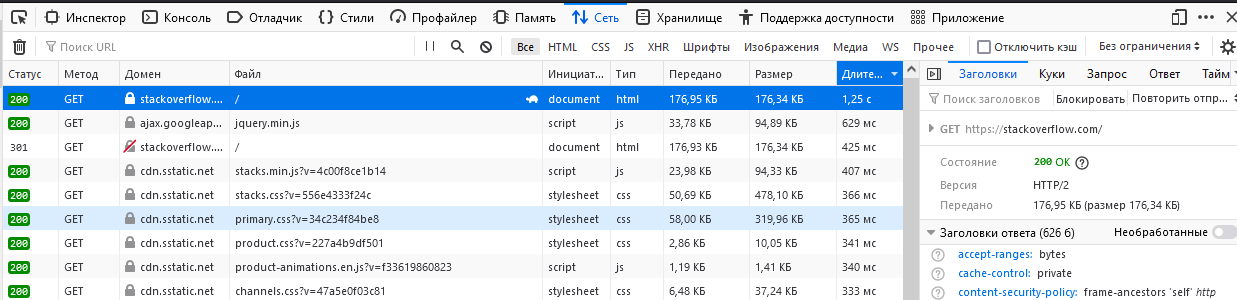 Инспектор Консоль Отладчик Стили Профайлер Память Сеть Хранилище Поддержка доступности Приложение
Поиск URL Все HTML CSS JS XHR Шрифты Изображения Медиа WS Прочее Отключить кэш Без ограничения
Статус Метод Домен Файл Инициат... Тип Передано Размер Длите...
200 GET stackoverflow.... / document html 176,95 КБ 176,34 КБ 1,25 с
200 GET ajax.googleap... jquery.min.js script js 33,78 КБ 94,89 КБ 629 мс
301 GET stackoverflow.... / document html 176,93 КБ 176,34 КБ 425 мс
200 GET cdn.sstatic.net stacks.min.js?v=4c00f8ce1b14 script js 23,98 КБ 94,33 КБ 407 мс
200 GET cdn.sstatic.net stacks.css?v=556e4333f24c stylesheet css 50,69 КБ 478,10 КБ 366 мс
200 GET cdn.sstatic.net primary.css?v=34c234f84be8 stylesheet css 58,00 КБ 319,96 КБ 365 мс
200 GET cdn.sstatic.net product.css?v=227a4b9df501 stylesheet css 2,86 КБ 10,05 КБ 341 мс
200 GET cdn.sstatic.net product-animations.en.js?v=f33619860823 script js 1,19 КБ 1,41 КБ 340 мс
200 GET cdn.sstatic.net channels.css?v=47a5e0f03c81 stylesheet css 6,48 КБ 37,24 КБ 333 мс
Заголовки Куки Запрос Ответ Тайм
Поиск заголовков Блокировать Повторить отпр...
GET https://stackoverflow.com/
Состояние 200 OK
Версия HTTP/2
Передано 176,95 КБ (размер 176,34 КБ)
Заголовки ответа (626 б) Необработанные
accept-ranges: bytes
cache-control: private
content-security-policy: frame-ancestors 'self' http